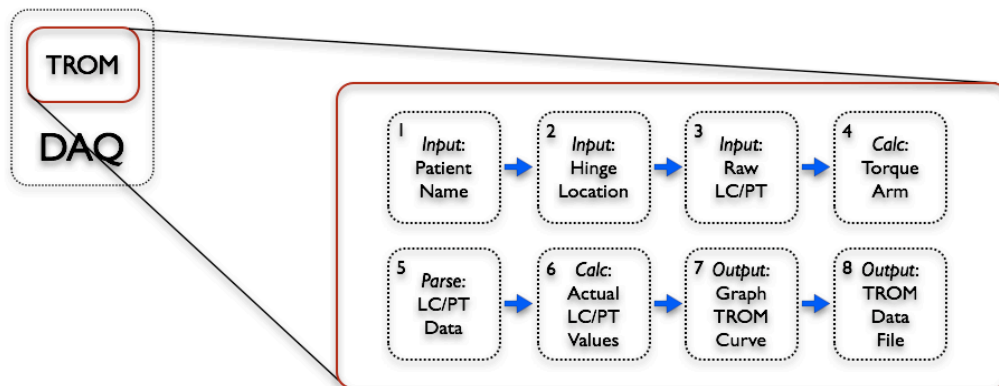 TROM
DAQ
1
Input:
Patient
Name
2
Input:
Hinge
Location
3
Input:
Raw
LC/PT
4
Calc:
Torque
Arm
5
Parse:
LC/PT
Data
6
Calc:
Actual
LC/PT
Values
7
Output:
Graph
TROM
Curve
8
Output:
TROM
Data
File